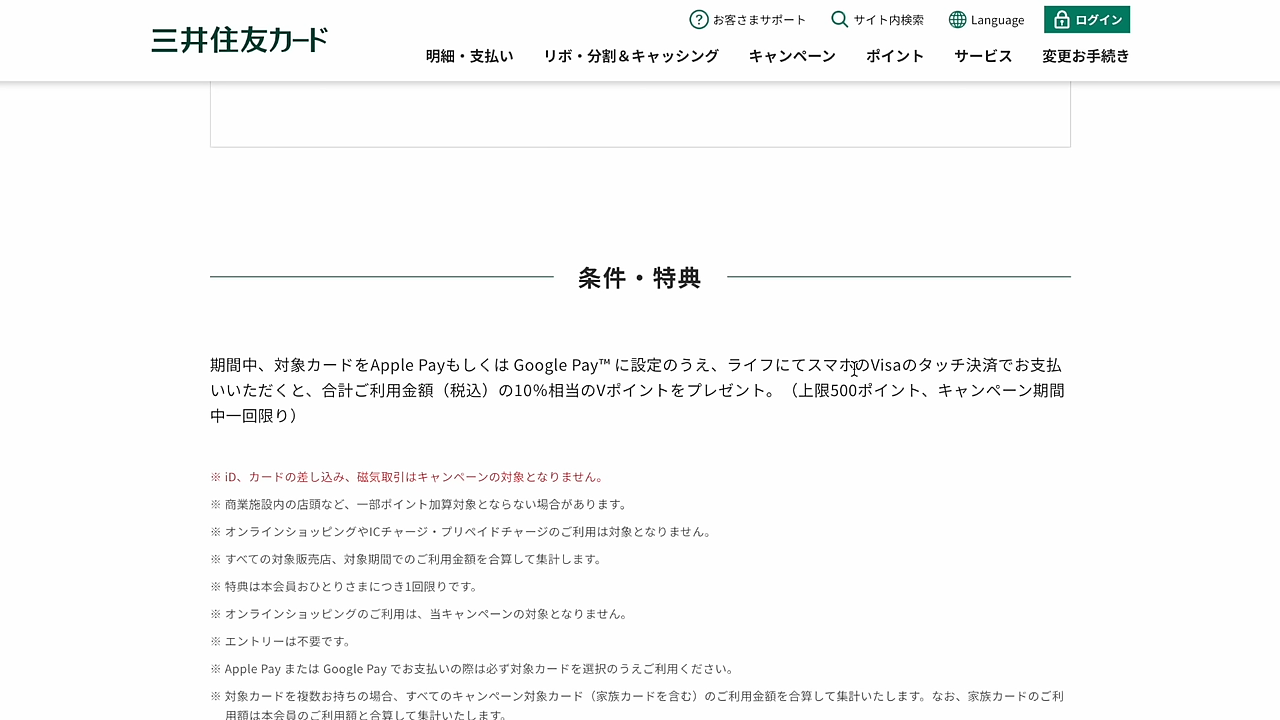 三井住友カード
お客さまサポート サイト内検索 Language ログイン
明細・支払い リボ・分割＆キャッシング キャンペーン ポイント サービス 変更お手続き
条件・特典
期間中、対象カードをApple Payもしくは Google Pay™ に設定のうえ、ライフにてスマホのVisaのタッチ決済でお支払
いいただくと、合計ご利用金額（税込）の10％相当のVポイントをプレゼント。（上限500ポイント、キャンペーン期間
中一回限り）
※ iD、カードの差し込み、磁気取引はキャンペーンの対象となりません。
※ 商業施設内の店頭など、一部ポイント加算対象とならない場合があります。
※ オンラインショッピングやICチャージ・プリペイドチャージのご利用は対象となりません。
※ すべての対象販売店、対象期間でのご利用金額を合算して集計します。
※ 特典は本会員おひとりさまにつき1回限りです。
※ オンラインショッピングのご利用は、当キャンペーンの対象となりません。
※ エントリーは不要です。
※ Apple Pay または Google Pay でお支払いの際は必ず対象カードを選択のうえご利用ください。
※ 対象カードを複数お持ちの場合、すべてのキャンペーン対象カード（家族カードを含む）のご利用金額を合算して集計いたします。なお、家族カードのご利
用額は本会員のご利用額と合算して集計いたします。